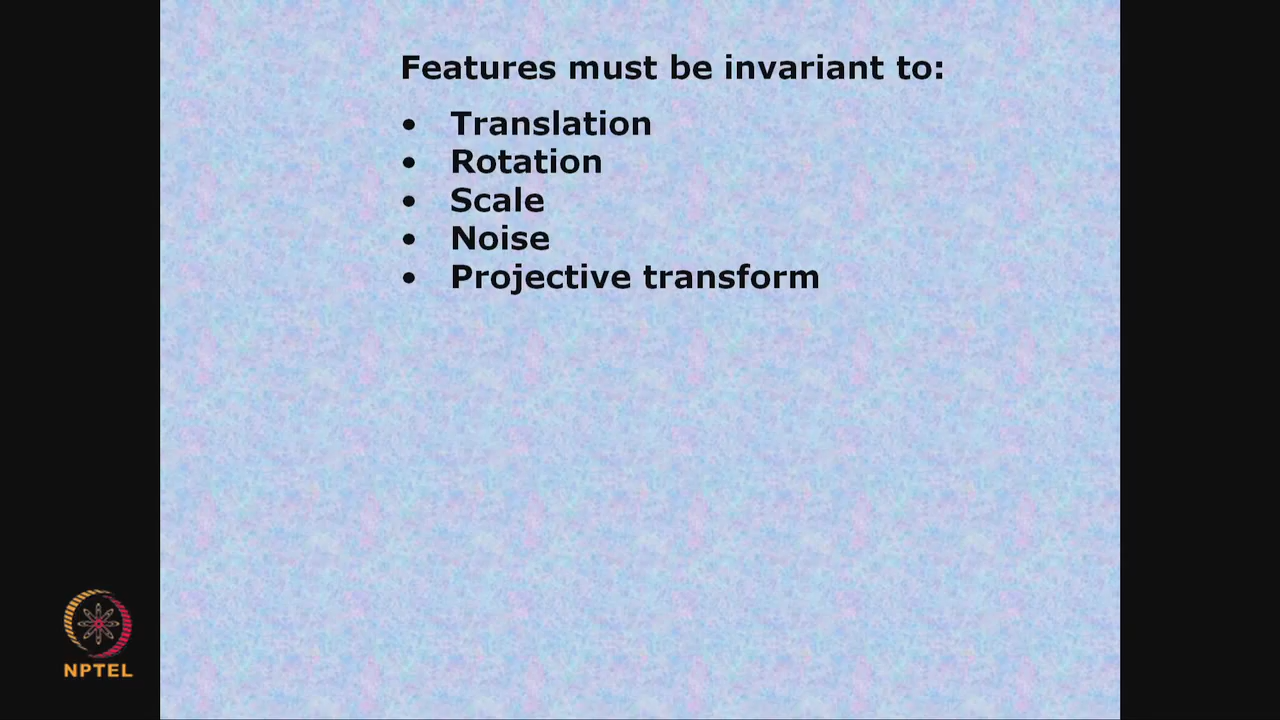 Features must be invariant to:
• Translation
• Rotation
• Scale
• Noise
• Projective transform
NPTEL